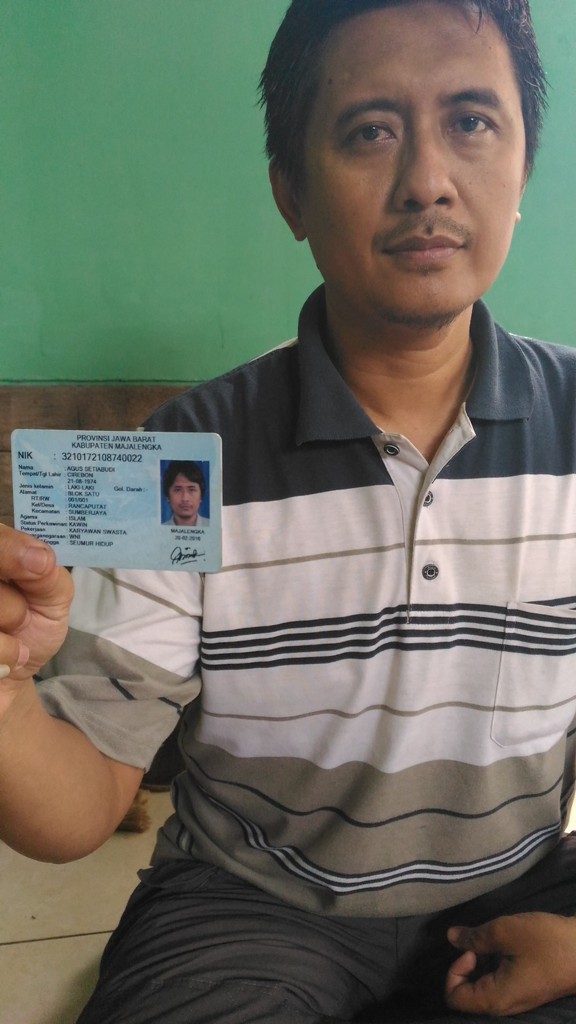 PROVINSI JAWA BARAT
KABUPATEN MAJALENGKA
NIK : 3210172108740022
Nama : AGUS SETIABUDI
Tempat/Tgl Lahir : CIREBON
21-08-1974
Jenis kelamin : LAKI-LAKI Gol. Darah :
Alamat : BLOK SATU
RT/RW : 001/001
Kel/Desa : RANCAPUTAT
Kecamatan : SUMBERJAYA
Agama : ISLAM
Status Perkawinan: KAWIN
Pekerjaan : KARYAWAN SWASTA
: WNI
: SEUMUR HIDUP
MAJALENGKA